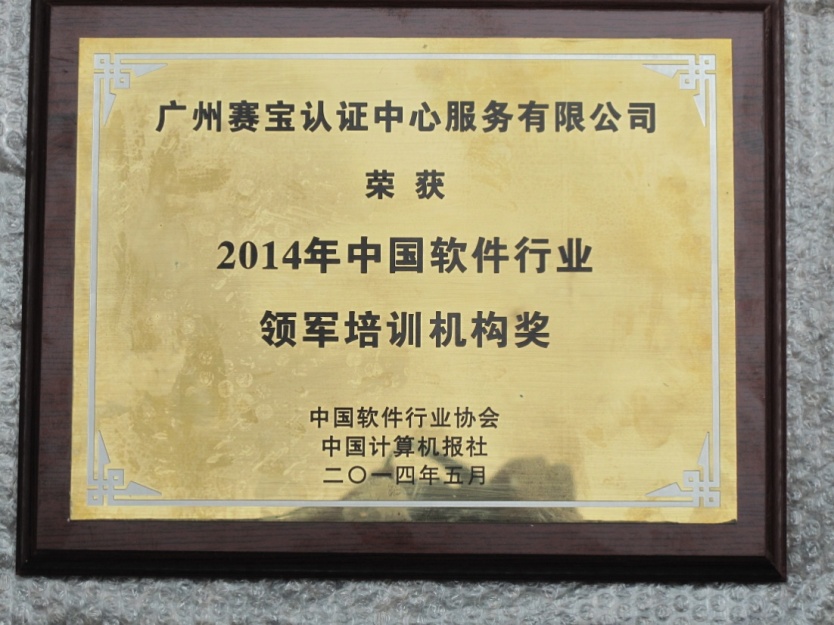 广州赛宝认证中心服务有限公司
荣 获
2014年中国软件行业
领军培训机构奖
中国软件行业协会
中国计算机报社
二〇一四年五月